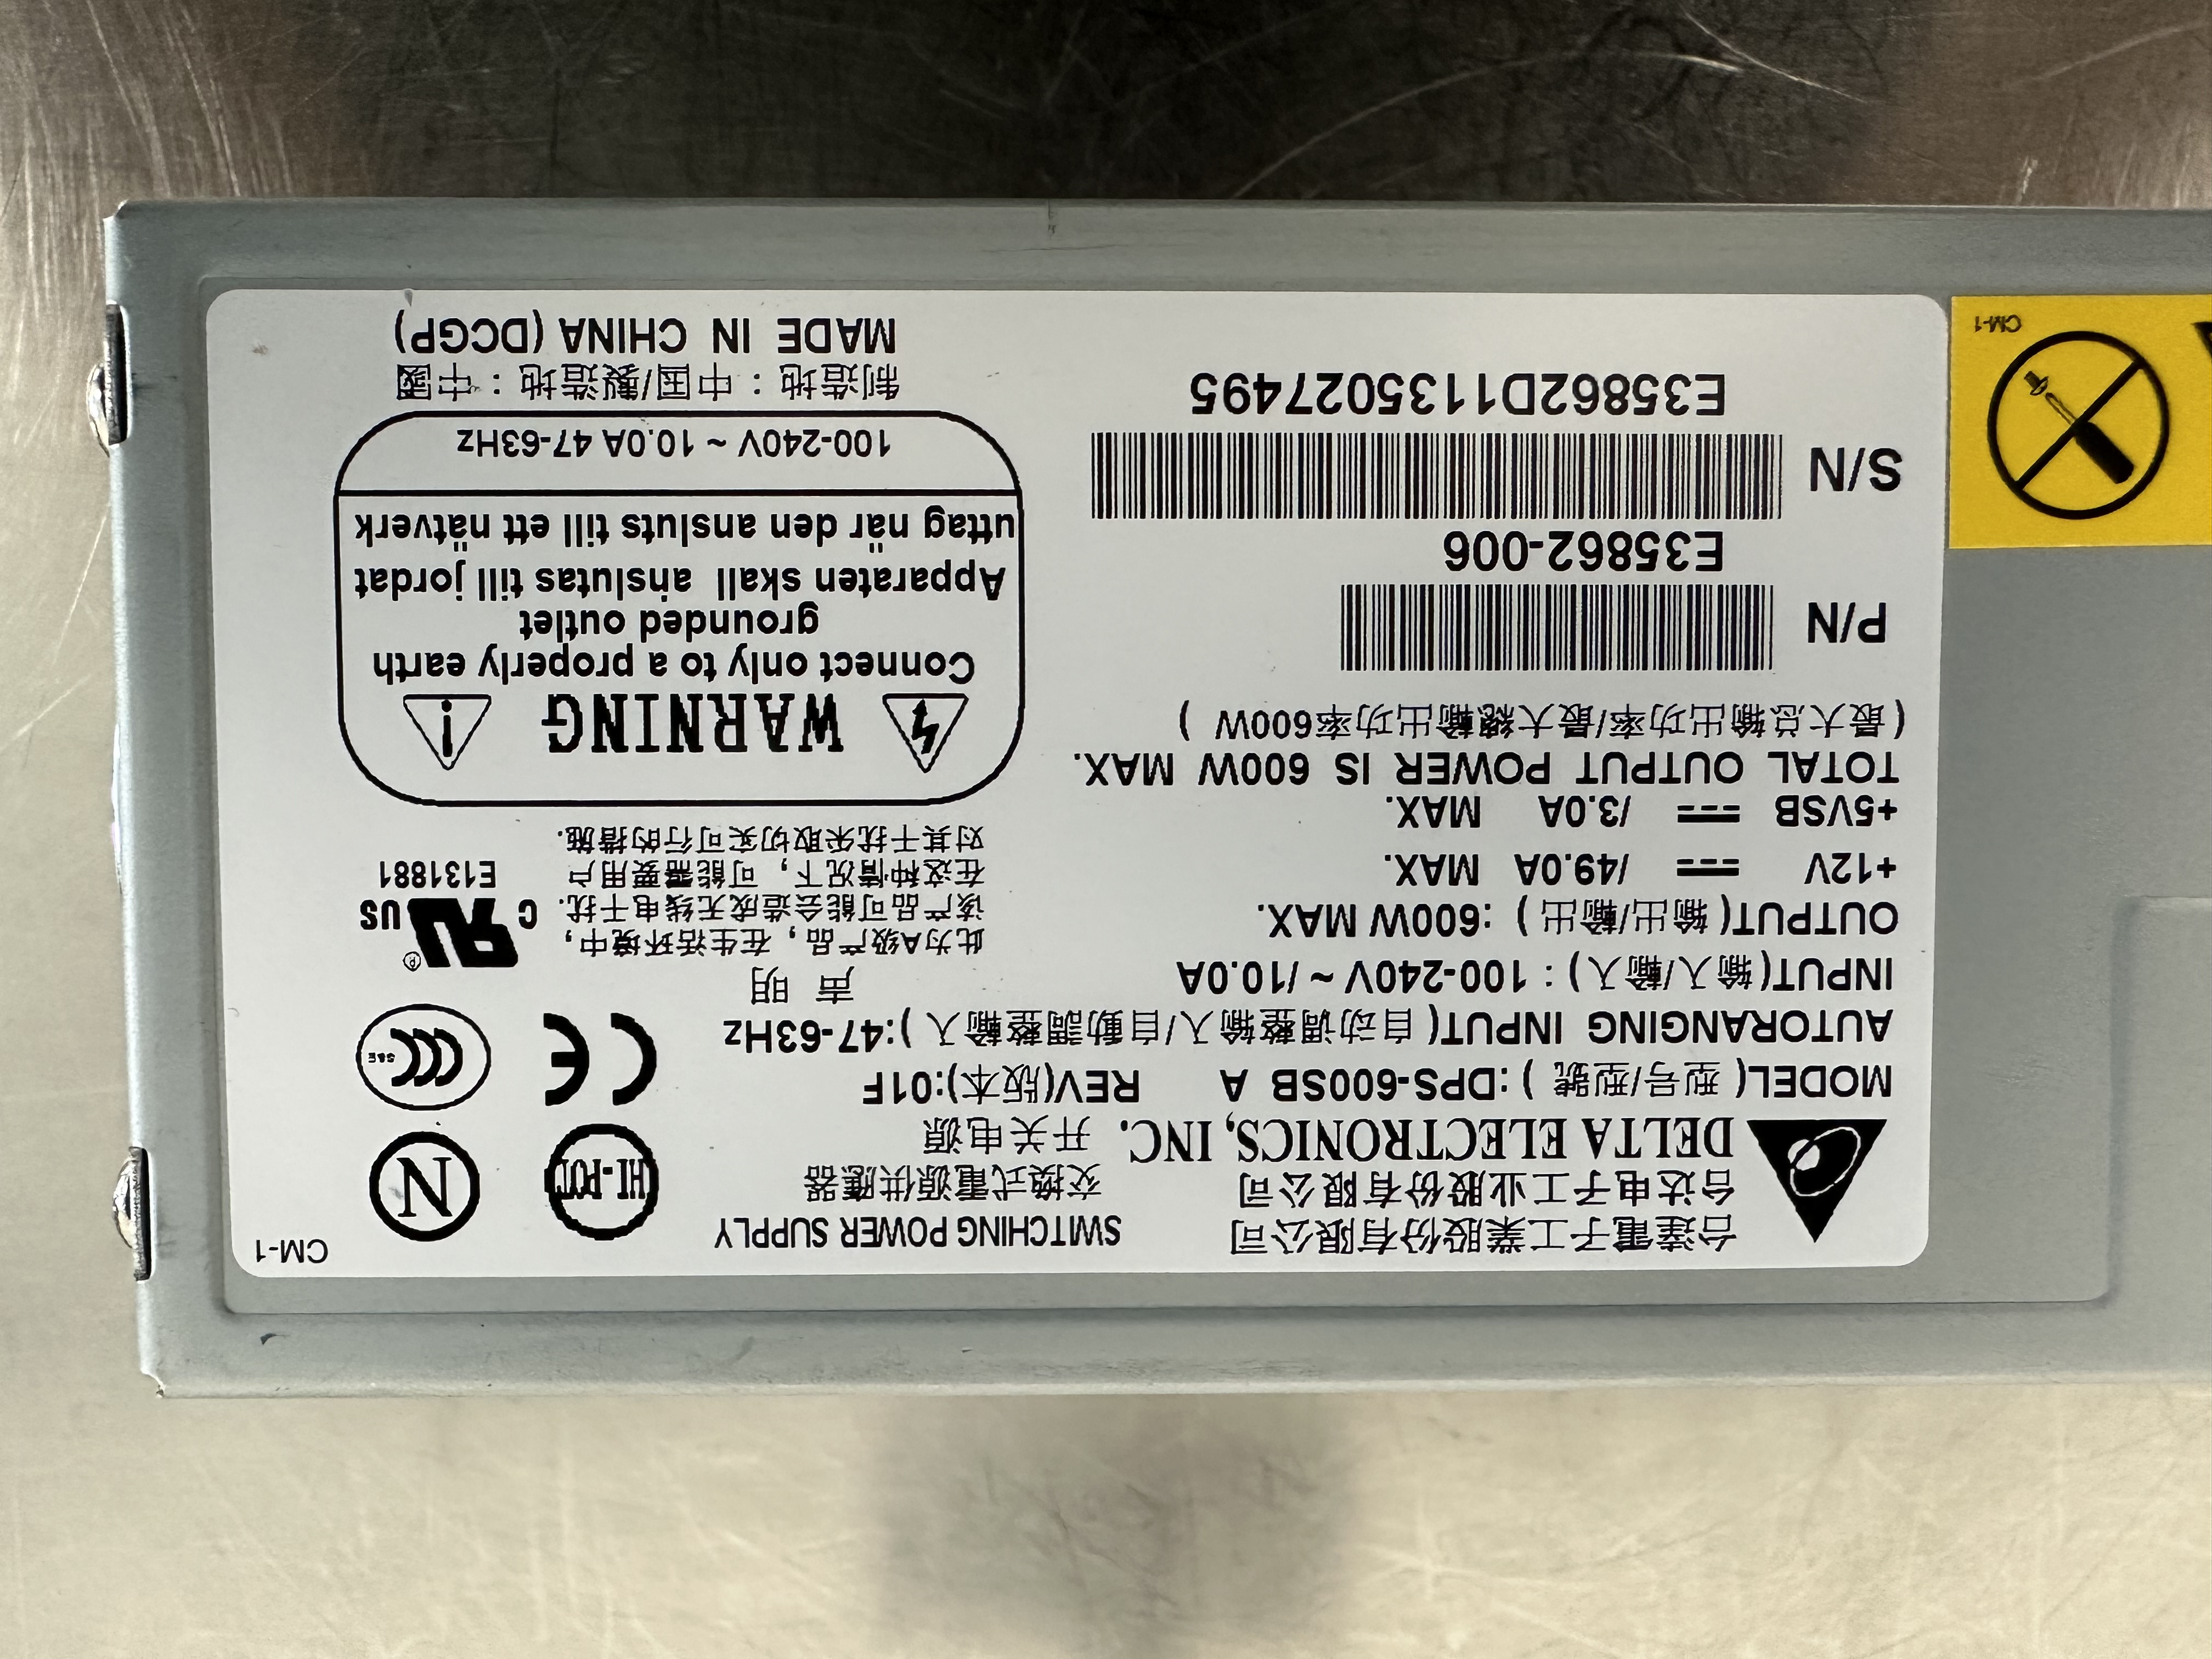 CM-1
台達電子工業股份有限公司
台达电子工业股份有限公司
DELTA ELECTRONICS, INC.
SWITCHING POWER SUPPLY
交換式電源供應器
开关电源
HI-POT
N
MODEL(型号/型號):DPS-600SB A REV(版本):01F
AUTORANGING INPUT(自动调整输入/自動調整輸入):47-63Hz
INPUT(输入/輸入):100-240V ~ /10.0A
OUTPUT(输出/輸出):600W MAX.
+12V /49.0A MAX.
+5VSB /3.0A MAX.
TOTAL OUTPUT POWER IS 600W MAX.
(最大总输出功率/最大總輸出功率600W)
P/N
E35862-006
S/N
E35862D1135027495
CE
CCC
S&E
声 明
此为A级产品,在生活环境中,
该产品可能会造成无线电干扰.
在这种情况下,可能需要用户
对其干扰采取切实可行的措施.
C RU US
®
E131881
WARNING
Connect only to a properly earth
grounded outlet
Apparaten skall anslutas till jordat
uttag när den ansluts till ett nätverk
100-240V ~ 10.0A 47-63Hz
制造地:中国/製造地:中國
MADE IN CHINA (DCGP)
CM-1